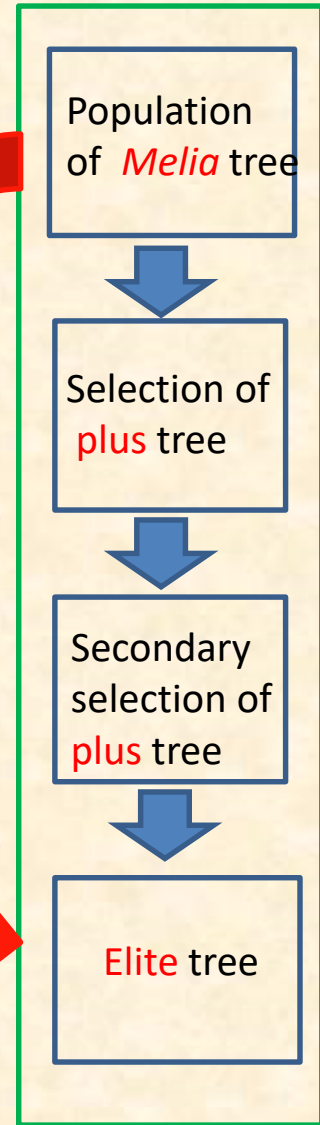 Population
of Melia tree
Selection of
plus tree
Secondary
selection of
plus tree
Elite tree